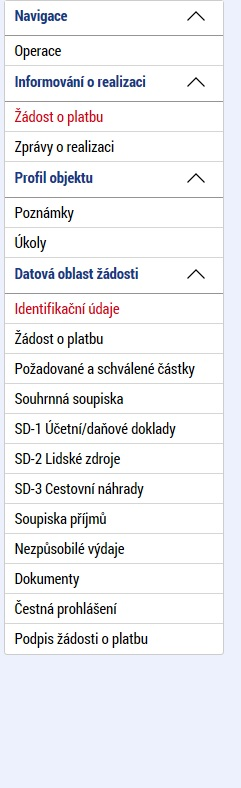 Navigace
Operace
Informování o realizaci
Žádost o platbu
Zprávy o realizaci
Profil objektu
Poznámky
Úkoly
Datová oblast žádosti
Identifikační údaje
Žádost o platbu
Požadované a schválené částky
Souhrnná soupiska
SD-1 Účetní/daňové doklady
SD-2 Lidské zdroje
SD-3 Cestovní náhrady
Soupiska příjmů
Nezpůsobilé výdaje
Dokumenty
Čestná prohlášení
Podpis žádosti o platbu